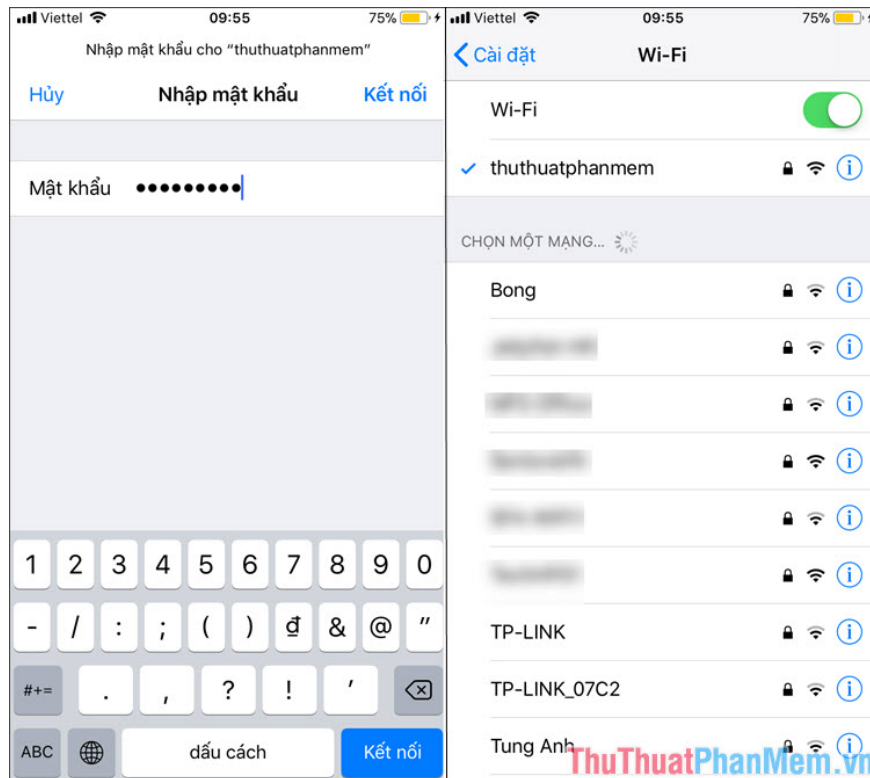 Viettel 09:55 75%
Nhập mật khẩu cho “thuthuatphanmem”
Hủy Nhập mật khẩu Kết nối
Mật khẩu •••••••••
1 2 3 4 5 6 7 8 9 0
- / : ; ( ) ₫ & @ "
#+= . , ? ! '
ABC dấu cách Kết nối
Viettel 09:55 75%
Cài đặt Wi-Fi
Wi-Fi
thuthuatphanmem
CHỌN MỘT MẠNG...
Bong
TP-LINK
TP-LINK_07C2
Tung Anh
ThuThuatPhanMem.vn